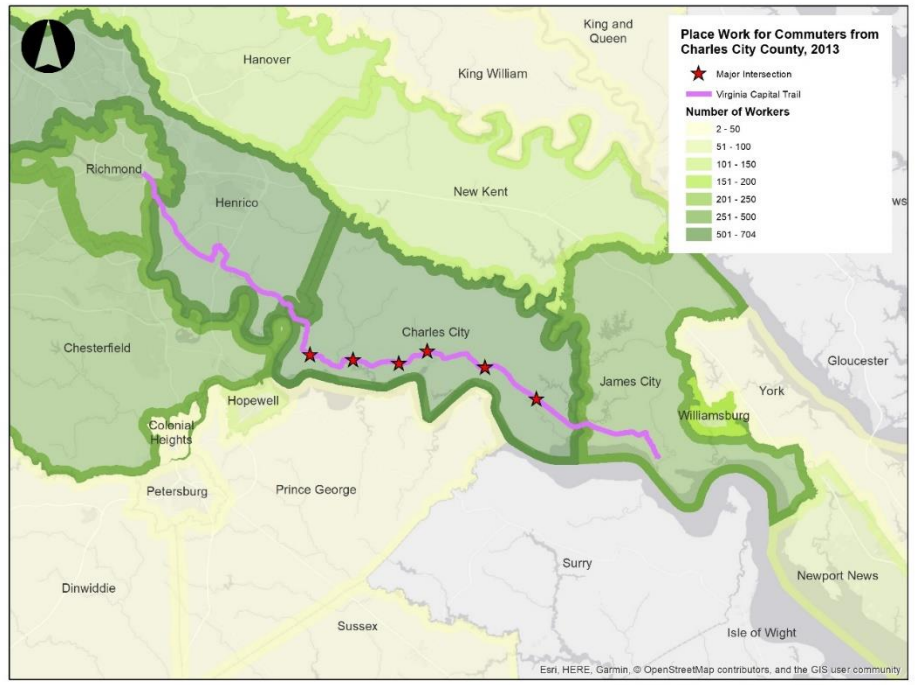 Place Work for Commuters from
Charles City County, 2013
Major Intersection
Virginia Capital Trail
Number of Workers
2 - 50
51 - 100
101 - 150
151 - 200
201 - 250
251 - 500
501 - 704
King and
Queen
Hanover
King William
Richmond
Henrico
New Kent
ws
Charles City
Chesterfield
Gloucester
James City
York
Hopewell
Williamsburg
Colonial
Heights
Petersburg
Prince George
Surry
Newport News
Dinwiddie
Sussex
Isle of Wight
Esri, HERE, Garmin, © OpenStreetMap contributors, and the GIS user community